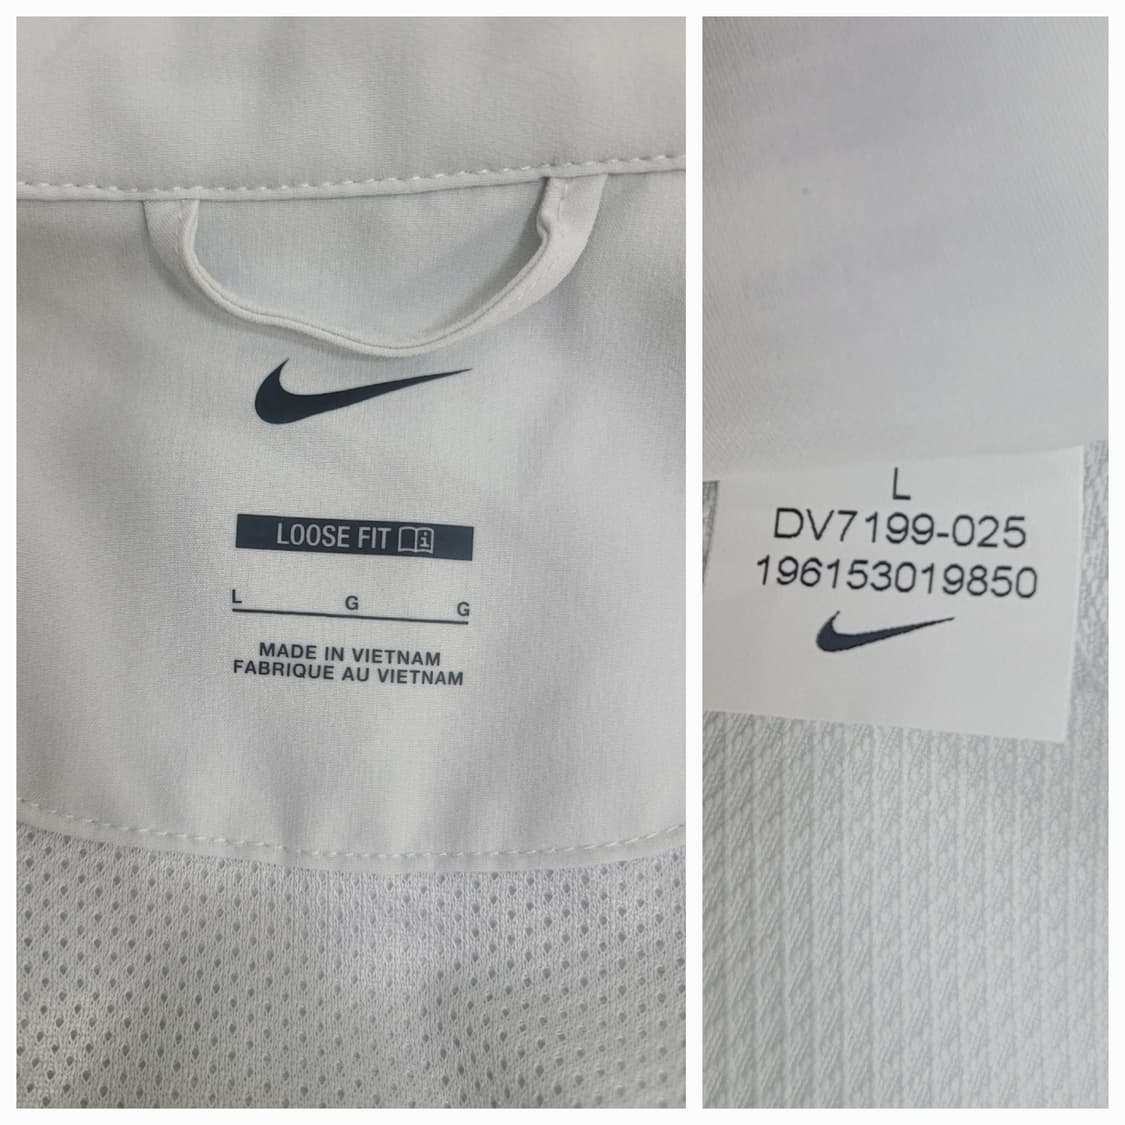 LOOSE FIT
L G G
MADE IN VIETNAM
FABRIQUE AU VIETNAM
L
DV7199-025
196153019850